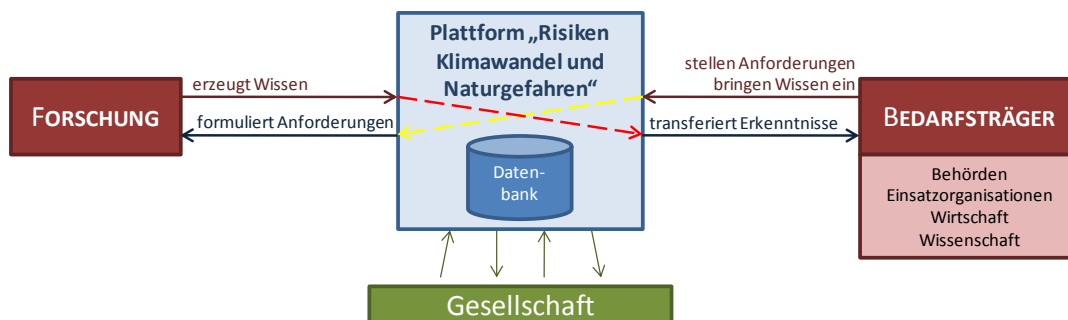 Plattform „Risiken
Klimawandel und
Naturgefahren“
stellen Anforderungen
bringen Wissen ein
erzeugt Wissen
FORSCHUNG
formuliert Anforderungen
transferiert Erkenntnisse
BEDARFSTRÄGER
Daten-
bank
Behörden
Einsatzorganisationen
Wirtschaft
Wissenschaft
Gesellschaft